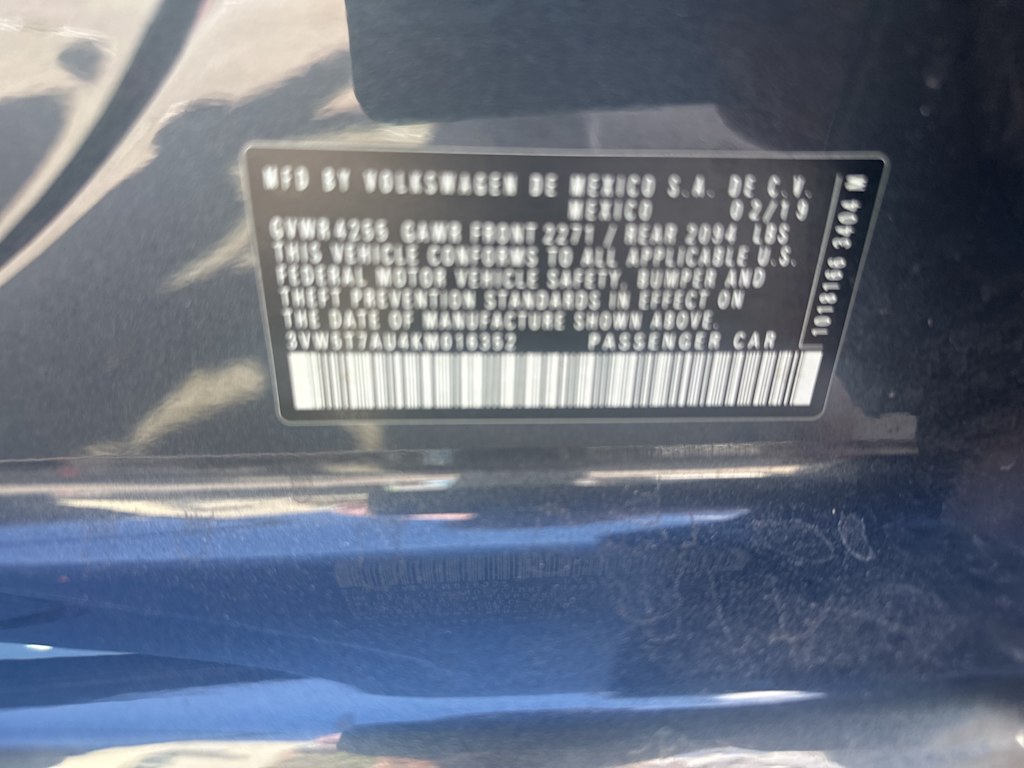 MFD BY VOLKSWAGEN DE MEXICO S.A. DE C.V.
MEXICO 02/19
GVWR 4255 GAWR FRONT 2271 / REAR 2094 LBS
THIS VEHICLE CONFORMS TO ALL APPLICABLE U.S.
FEDERAL MOTOR VEHICLE SAFETY, BUMPER AND
THEFT PREVENTION STANDARDS IN EFFECT ON
THE DATE OF MANUFACTURE SHOWN ABOVE.
3VW5T7AU4KM016352 PASSENGER CAR
1018166 3404 M